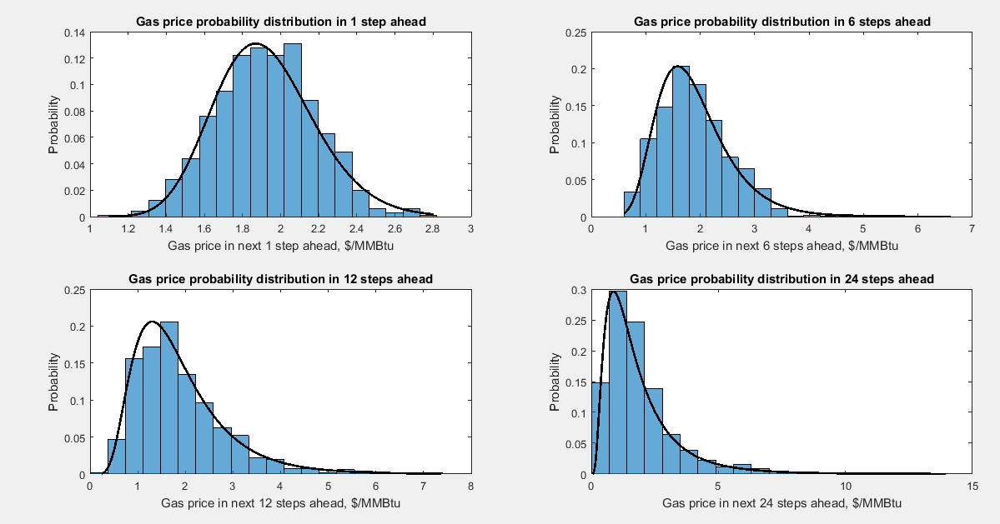 Gas price probability distribution in 1 step ahead
Probability
0.14
0.12
0.1
0.08
0.06
0.04
0.02
0
1 1.2 1.4 1.6 1.8 2 2.2 2.4 2.6 2.8 3
Gas price in next 1 step ahead, $/MMBtu
Gas price probability distribution in 6 steps ahead
Probability
0.25
0.2
0.15
0.1
0.05
0
0 1 2 3 4 5 6 7
Gas price in next 6 steps ahead, $/MMBtu
Gas price probability distribution in 12 steps ahead
Probability
0.25
0.2
0.15
0.1
0.05
0
0 1 2 3 4 5 6 7 8
Gas price in next 12 steps ahead, $/MMBtu
Gas price probability distribution in 24 steps ahead
Probability
0.3
0.25
0.2
0.15
0.1
0.05
0
0 5 10 15
Gas price in next 24 steps ahead, $/MMBtu